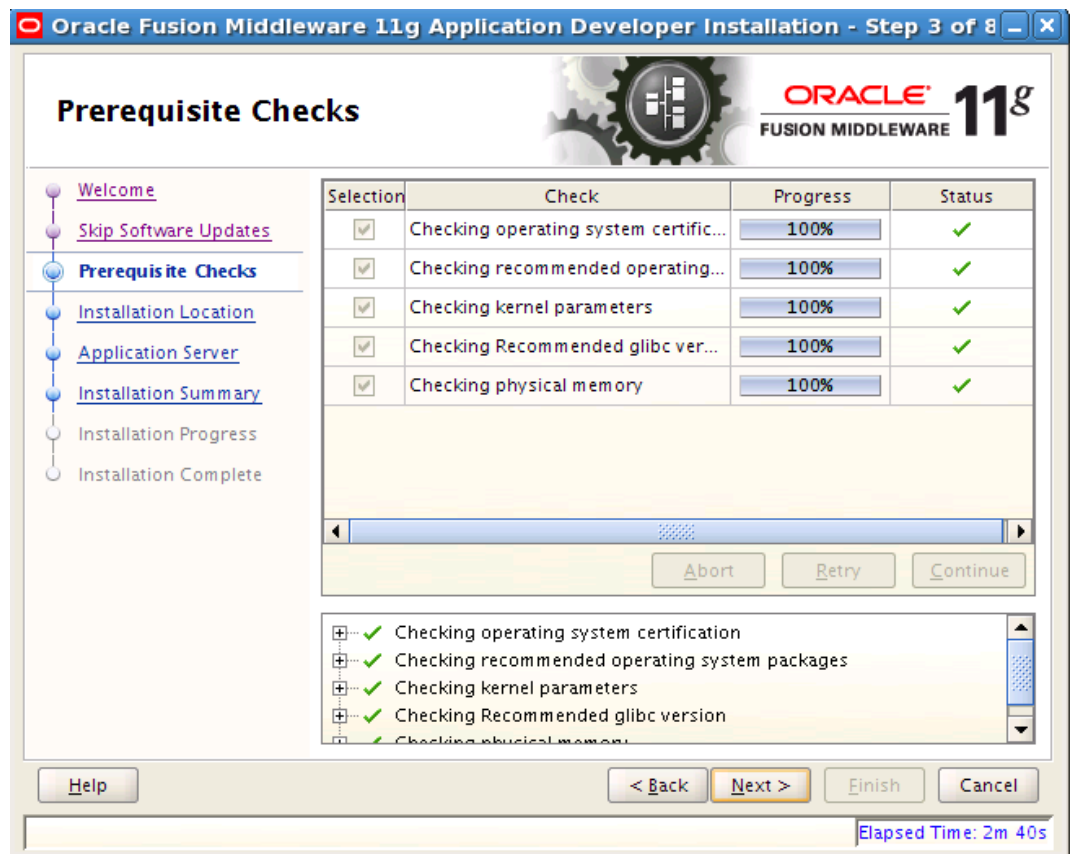 Oracle Fusion Middleware 11g Application Developer Installation - Step 3 of 8
Prerequisite Checks
ORACLE
FUSION MIDDLEWARE
11g
Welcome
Skip Software Updates
Prerequisite Checks
Installation Location
Application Server
Installation Summary
Installation Progress
Installation Complete
Selection Check Progress Status
Checking operating system certific... 100%
Checking recommended operating... 100%
Checking kernel parameters 100%
Checking Recommended glibc ver... 100%
Checking physical memory 100%
Abort Retry Continue
Checking operating system certification
Checking recommended operating system packages
Checking kernel parameters
Checking Recommended glibc version
Checking physical memory
Help < Back Next > Finish Cancel
Elapsed Time: 2m 40s